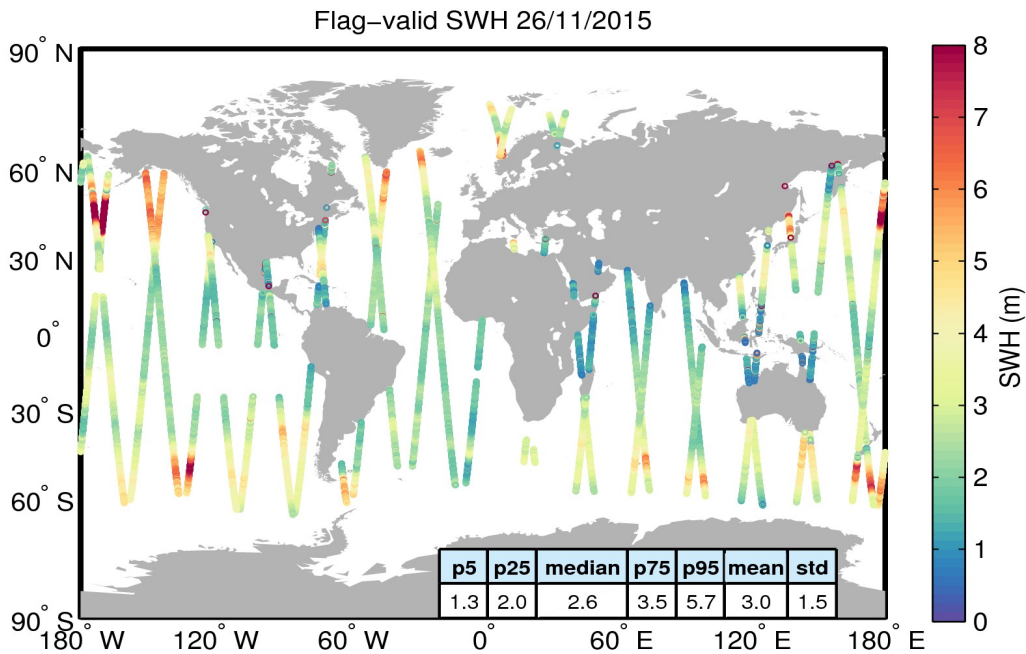 Flag−valid SWH 26/11/2015
90° N
60° N
30° N
0°
30° S
60° S
90° S
180° W
120° W
60° W
0°
60° E
120° E
180° E
p5 p25 median p75 p95 mean std
1.3 2.0 2.6 3.5 5.7 3.0 1.5
8
7
6
5
4
3
2
1
0
SWH (m)